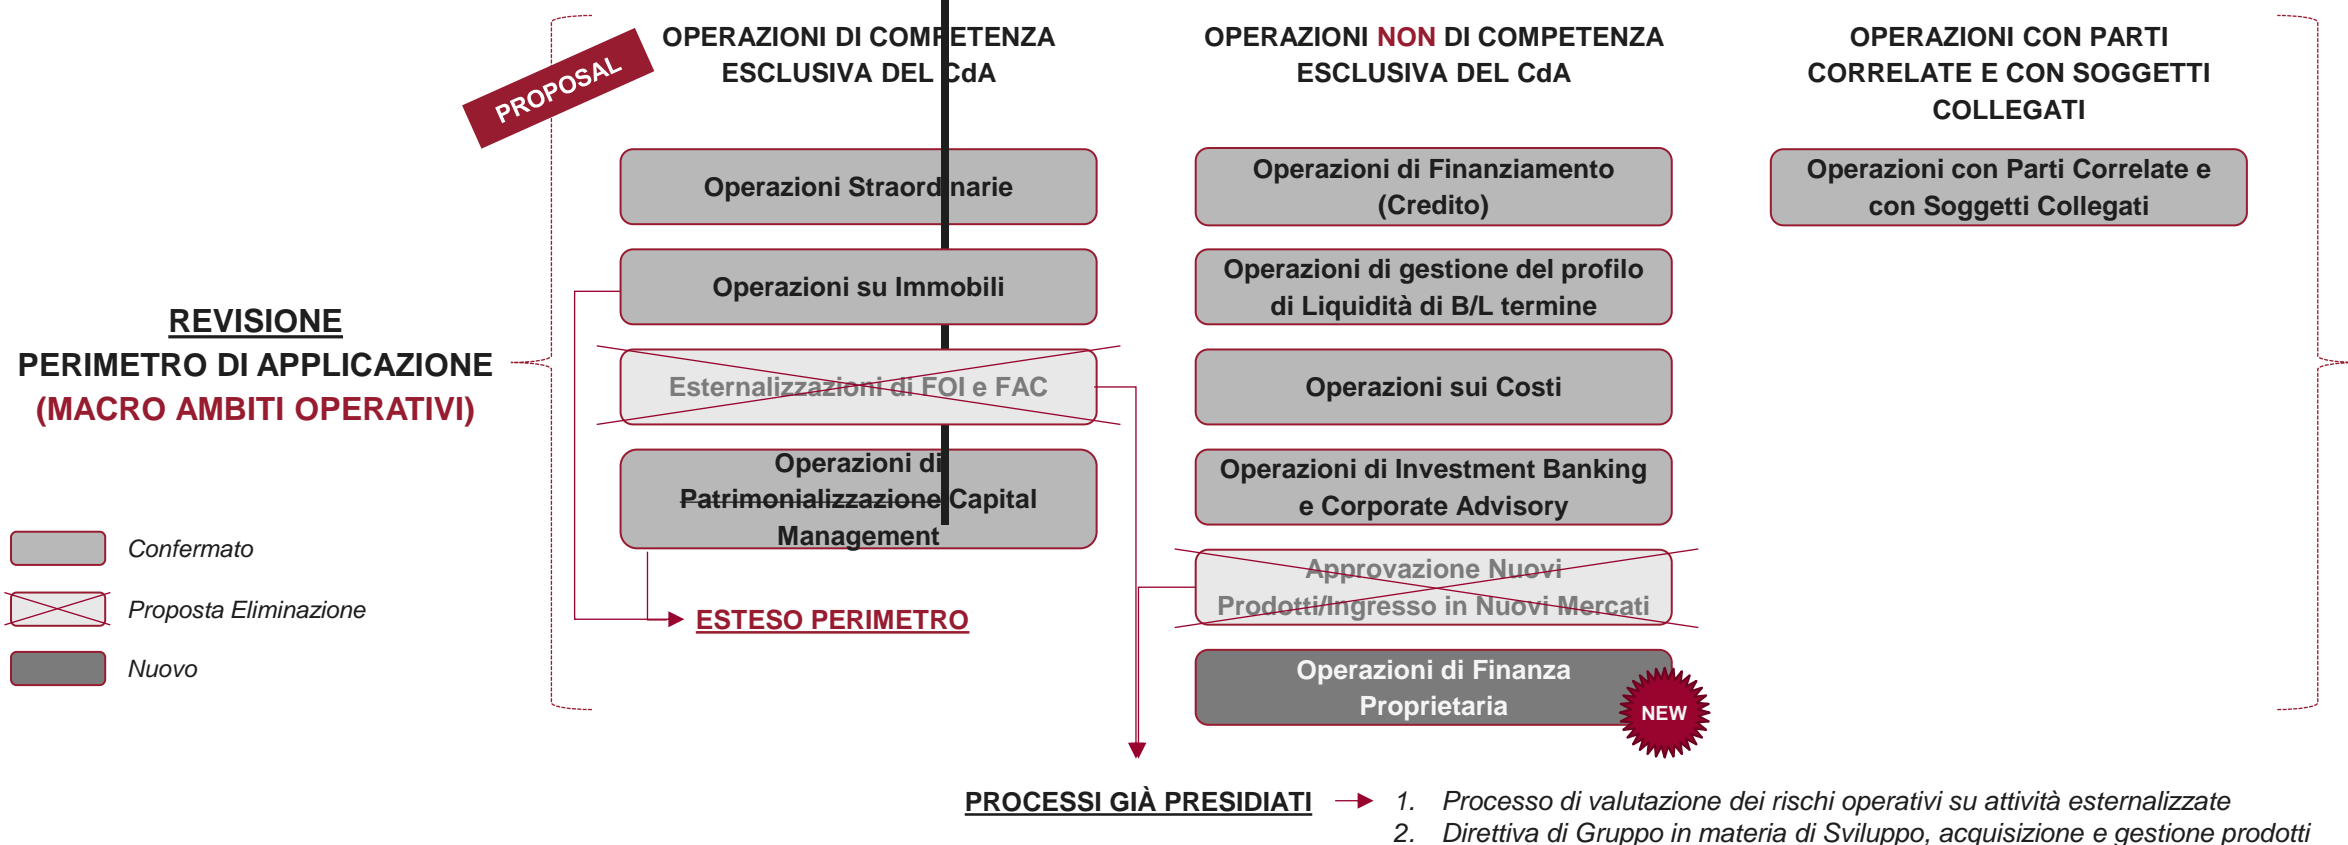 PROPOSAL
OPERAZIONI DI COMPETENZA
ESCLUSIVA DEL CdA
Operazioni Straordinarie
Operazioni su Immobili
Esternalizzazioni di FOI e FAC
Operazioni di
Patrimonializzazione Capital
Management
ESTESO PERIMETRO
OPERAZIONI NON DI COMPETENZA
ESCLUSIVA DEL CdA
Operazioni di Finanziamento
(Credito)
Operazioni di gestione del profilo
di Liquidità di B/L termine
Operazioni sui Costi
Operazioni di Investment Banking
e Corporate Advisory
Approvazione Nuovi
Prodotti/Ingresso in Nuovi Mercati
Operazioni di Finanza
Proprietaria
NEW
OPERAZIONI CON PARTI
CORRELATE E CON SOGGETTI
COLLEGATI
Operazioni con Parti Correlate e
con Soggetti Collegati
REVISIONE
PERIMETRO DI APPLICAZIONE
(MACRO AMBITI OPERATIVI)
Confermato
Proposta Eliminazione
Nuovo
PROCESSI GIÀ PRESIDIATI
1. Processo di valutazione dei rischi operativi su attività esternalizzate
2. Direttiva di Gruppo in materia di Sviluppo, acquisizione e gestione prodotti